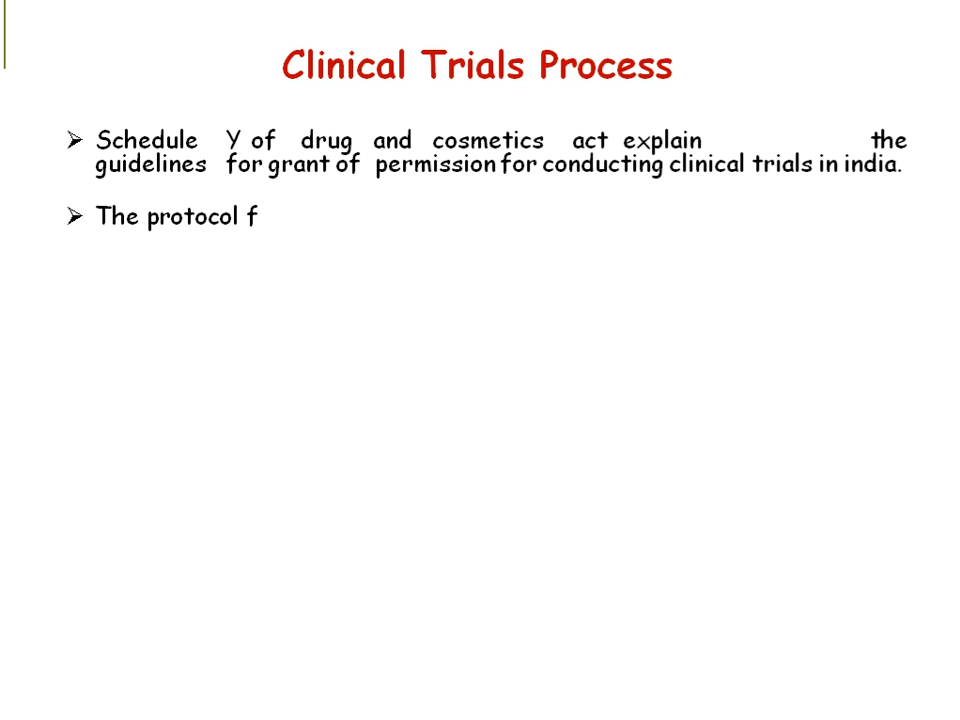 Clinical Trials Process
Schedule Y of drug and cosmetics act explain the
guidelines for grant of permission for conducting clinical trials in india.
The protocol f